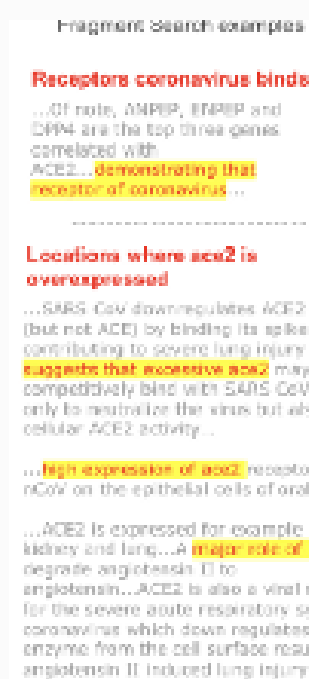 Fragment Search examples
Receptors coronavirus binds
...Of note, ANPEP, ENPEP and
DPP4 are the top three genes
correlated with
ACE2...demonstrating that
receptor of coronavirus...
Locations where ace2 is
overexpressed
...SARS CoV downregulates ACE2
(but not ACE) by binding its spike
contributing to severe lung injury
suggests that excessive ace2 may
competitively bind with SARS CoV
only to neutralize the virus but al
cellular ACE2 activity...
...high expression of ace2 recepto
nCoV on the epithelial cells of oral
...ACE2 is expressed for example
kidney and lung...A major role of
degrade angiotensin II to
angiotensin...ACE2 is also a viral r
for the severe acute respiratory s
coronavirus which down regulates
enzyme from the cell surface resu
angiotensin II induced lung injury